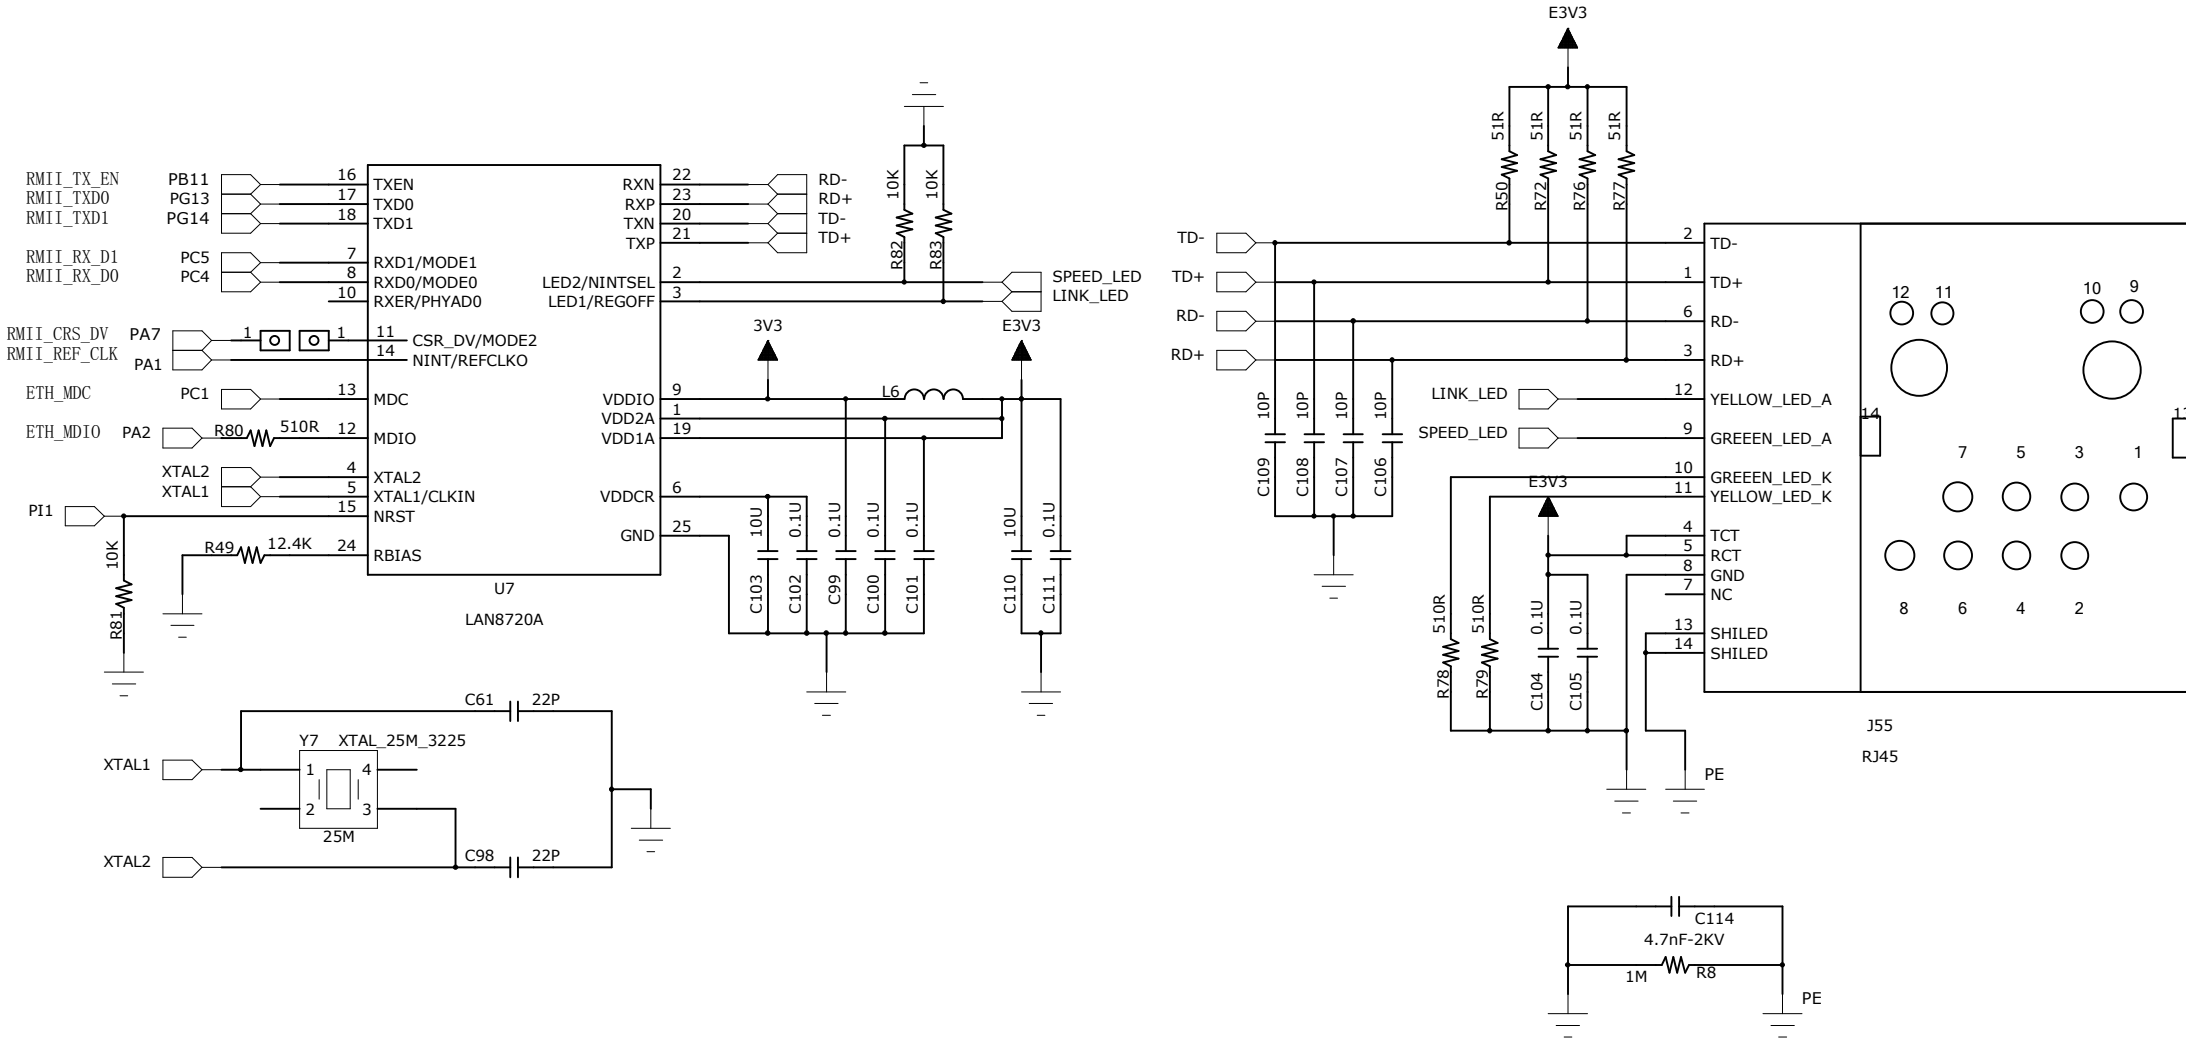 RMII_TX_EN PB11 16 TXEN
RMII_TXD0 PG13 17 TXD0
RMII_TXD1 PG14 18 TXD1
RMII_RX_D1 PC5 7 RXD1/MODE1
RMII_RX_D0 PC4 8 RXD0/MODE0
10 RXER/PHYAD0
RMII_CRS_DV PA7 1 1 11 CSR_DV/MODE2
RMII_REF_CLK PA1 14 NINT/REFCLKO
ETH_MDC PC1 13 MDC
ETH_MDIO PA2 R80 510R 12 MDIO
XTAL2 4 XTAL2
XTAL1 5 XTAL1/CLKIN
PI1 15 NRST
R49 12.4K 24 RBIAS
10K
R81
RXN 22 RD-
RXP 23 RD+
TXN 20 TD-
TXP 21 TD+
LED2/NINTSEL 2 SPEED_LED
LED1/REGOFF 3 LINK_LED
10K 10K
R82 R83
3V3 E3V3
VDDIO 9 L6
VDD2A 1
VDD1A 19
VDDCR 6
GND 25
10U 0.1U 0.1U 0.1U 0.1U 10U 0.1U
C103 C102 C99 C100 C101 C110 C111
U7
LAN8720A
C61 22P
Y7 XTAL_25M_3225
XTAL1 1 4
2 3
25M
XTAL2 C98 22P
E3V3
51R 51R 51R 51R
R50 R72 R76 R77
TD- 2 TD-
TD+ 1 TD+
RD- 6 RD-
RD+ 3 RD+
LINK_LED 12 YELLOW_LED_A
SPEED_LED 9 GREEEN_LED_A
10 GREEEN_LED_K
11 YELLOW_LED_K
E3V3
4 TCT
5 RCT
8 GND
7 NC
13 SHILED
14 SHILED
10P 10P 10P 10P
C109 C108 C107 C106
510R 510R 0.1U 0.1U
R78 R79 C104 C105
12 11 10 9
14
7 5 3 1
8 6 4 2
J55
RJ45
PE
C114
4.7nF-2KV
1M R8
PE